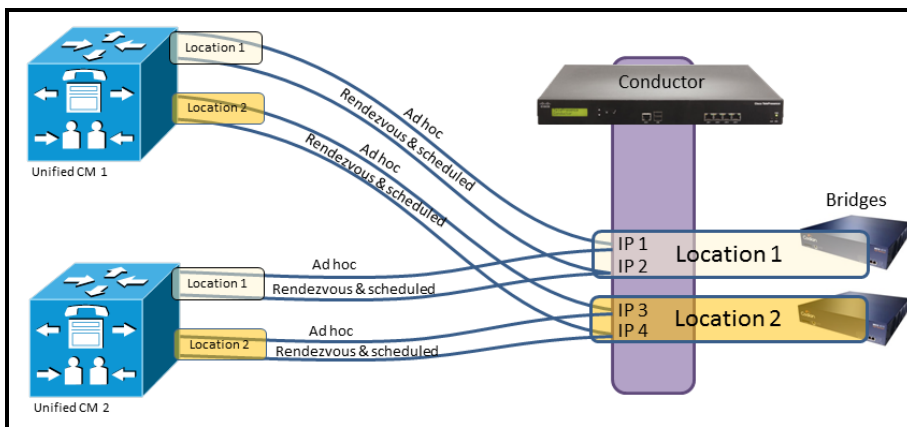 Location 1
Ad hoc
Rendezvous & scheduled
Location 2
Ad hoc
Rendezvous & scheduled
Unified CM 1
Conductor
Bridges
IP 1
IP 2
Location 1
IP 3
IP 4
Location 2
Location 1
Ad hoc
Rendezvous & scheduled
Location 2
Ad hoc
Rendezvous & scheduled
Unified CM 2